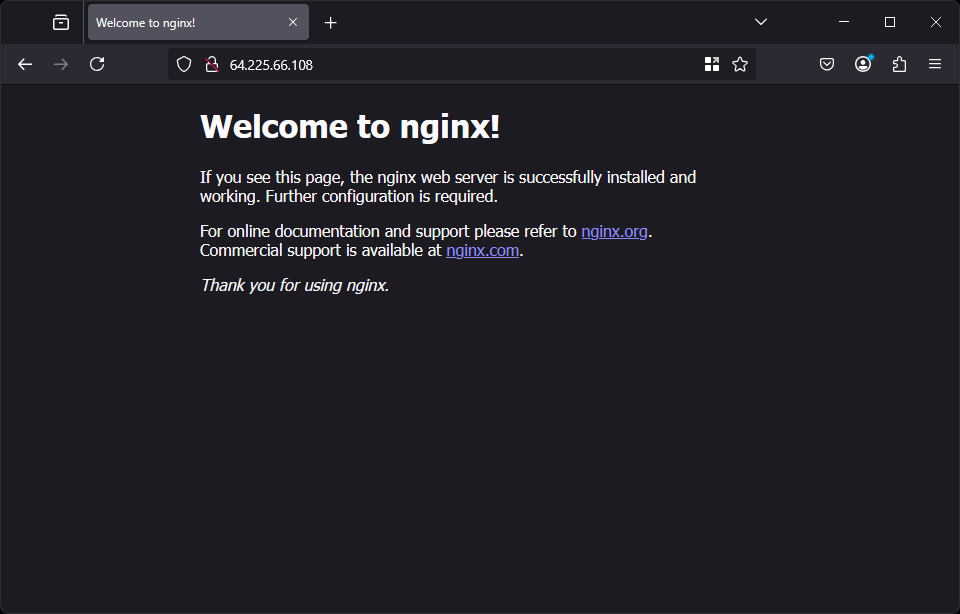 Welcome to nginx!
64.225.66.108
Welcome to nginx!
If you see this page, the nginx web server is successfully installed and
working. Further configuration is required.
For online documentation and support please refer to nginx.org.
Commercial support is available at nginx.com.
Thank you for using nginx.